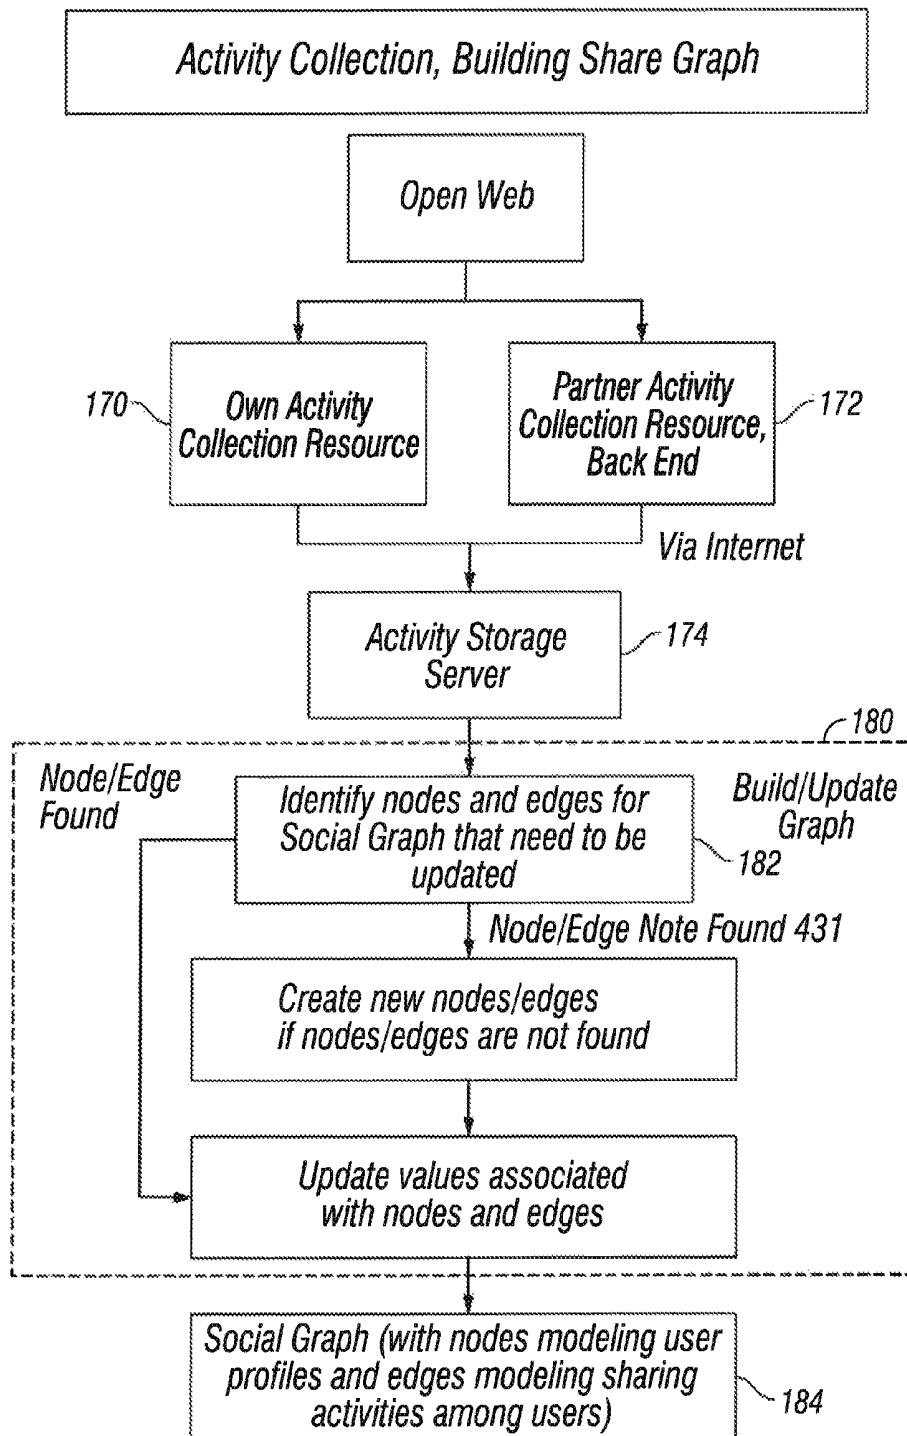 Activity Collection, Building Share Graph
Open Web
170
Own Activity
Collection Resource
Partner Activity
Collection Resource,
Back End
172
Via Internet
Activity Storage
Server
174
180
Node/Edge
Found
Identify nodes and edges for
Social Graph that need to be
updated
Build/Update
Graph
182
Node/Edge Note Found 431
Create new nodes/edges
if nodes/edges are not found
Update values associated
with nodes and edges
Social Graph (with nodes modeling user
profiles and edges modeling sharing
activities among users)
184